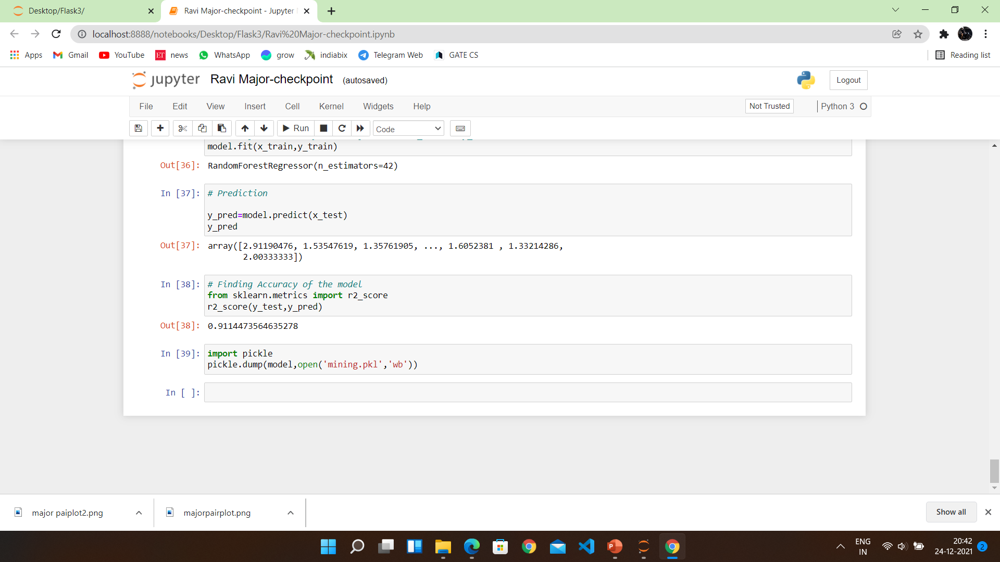 Desktop/Flask3/
Ravi Major-checkpoint - Jupyter
localhost:8888/notebooks/Desktop/Flask3/Ravi%20Major-checkpoint.ipynb
Apps Gmail YouTube ET news WhatsApp grow indiabix Telegram Web GATE CS Reading list
jupyter Ravi Major-checkpoint (autosaved) Logout
File Edit View Insert Cell Kernel Widgets Help Not Trusted Python 3
Run Code
model.fit(x_train,y_train)
Out[36]: RandomForestRegressor(n_estimators=42)
In [37]: # Prediction
y_pred=model.predict(x_test)
y_pred
Out[37]: array([2.91190476, 1.53547619, 1.35761905, ..., 1.6052381 , 1.33214286,
2.00333333])
In [38]: # Finding Accuracy of the model
from sklearn.metrics import r2_score
r2_score(y_test,y_pred)
Out[38]: 0.9114473564635278
In [39]: import pickle
pickle.dump(model,open('mining.pkl','wb'))
In [ ]:
major paiplot2.png majorpairplot.png Show all
ENG 20:42
IN 24-12-2021 2